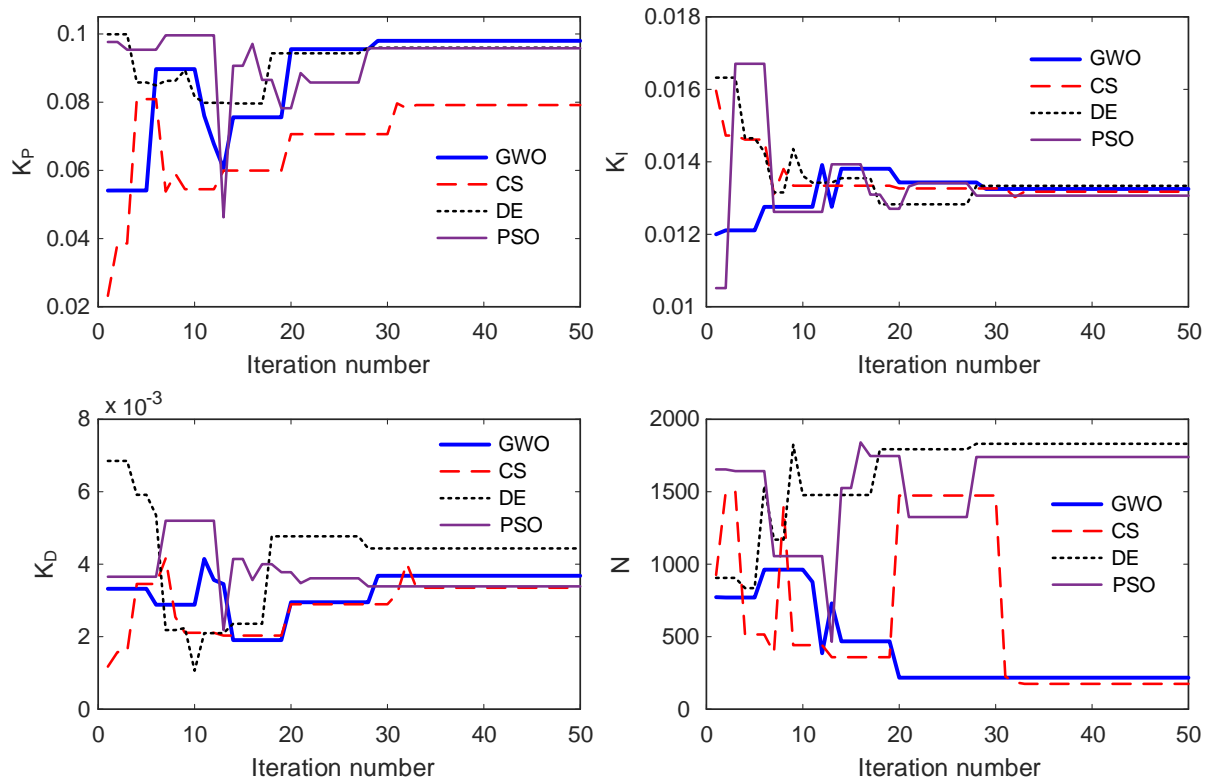 0.1
0.08
0.06
0.04
0.02
K_P
GWO
CS
DE
PSO
0 10 20 30 40 50
Iteration number
0.018
0.016
0.014
0.012
0.01
K_I
GWO
CS
DE
PSO
0 10 20 30 40 50
Iteration number
x 10^-3
8
6
4
2
0
K_D
GWO
CS
DE
PSO
0 10 20 30 40 50
Iteration number
2000
1500
1000
500
0
N
GWO
CS
DE
PSO
0 10 20 30 40 50
Iteration number